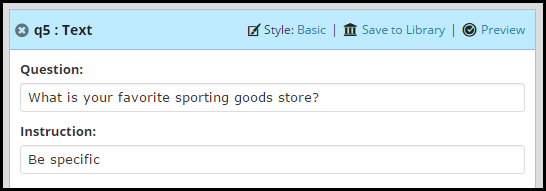 q5 : Text Style: Basic | Save to Library | Preview
Question:
What is your favorite sporting goods store?
Instruction:
Be specific